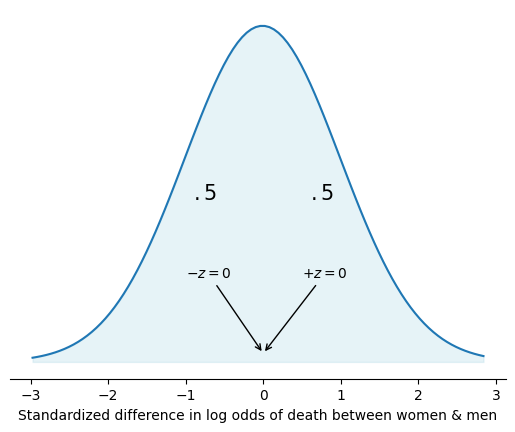 .5 .5
−z = 0 +z = 0
−3 −2 −1 0 1 2 3
Standardized difference in log odds of death between women & men